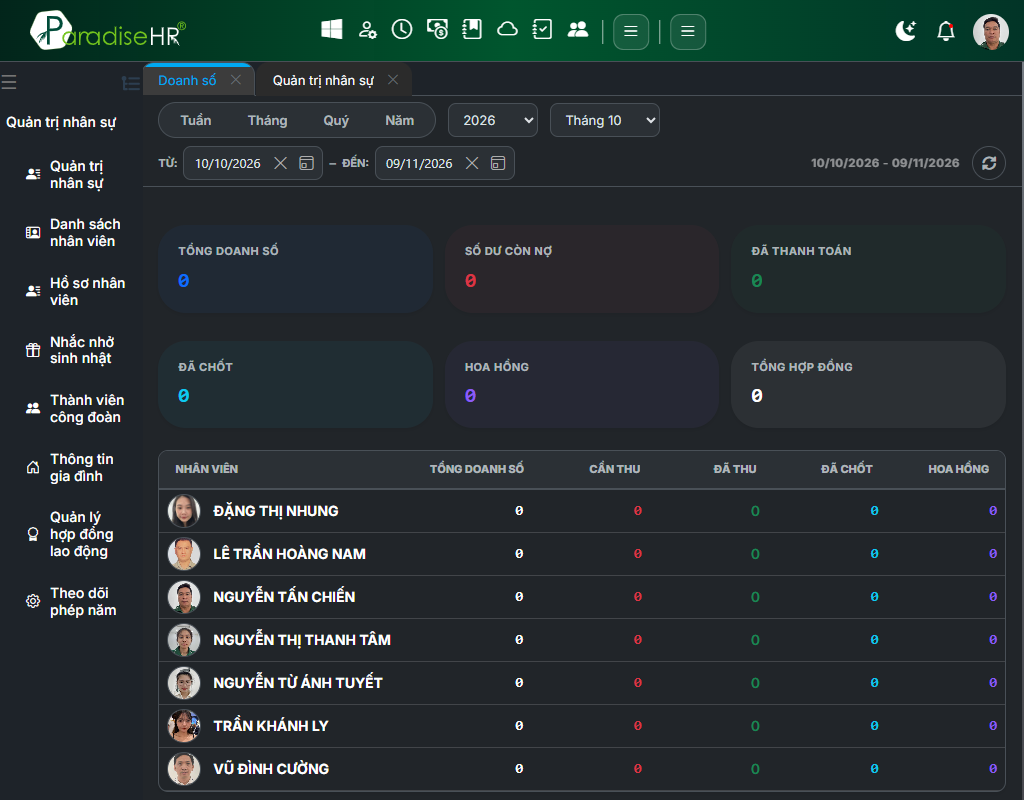 ParadiseHR®
Doanh số
Quản trị nhân sự
Quản trị nhân sự
Quản trị
nhân sự
Danh sách
nhân viên
Hồ sơ nhân
viên
Nhắc nhở
sinh nhật
Thành viên
công đoàn
Thông tin
gia đình
Quản lý
hợp đồng
lao động
Theo dõi
phép năm
Tuần Tháng Quý Năm 2026 Tháng 10
TỪ: 10/10/2026 – ĐẾN: 09/11/2026 10/10/2026 - 09/11/2026
TỔNG DOANH SỐ SỐ DƯ CÒN NỢ ĐÃ THANH TOÁN
0 0 0
ĐÃ CHỐT HOA HỒNG TỔNG HỢP ĐỒNG
0 0 0
NHÂN VIÊN TỔNG DOANH SỐ CẦN THU ĐÃ THU ĐÃ CHỐT HOA HỒNG
ĐẶNG THỊ NHUNG 0 0 0 0 0
LÊ TRẦN HOÀNG NAM 0 0 0 0 0
NGUYỄN TẤN CHIẾN 0 0 0 0 0
NGUYỄN THỊ THANH TÂM 0 0 0 0 0
NGUYỄN TỪ ÁNH TUYẾT 0 0 0 0 0
TRẦN KHÁNH LY 0 0 0 0 0
VŨ ĐÌNH CƯỜNG 0 0 0 0 0